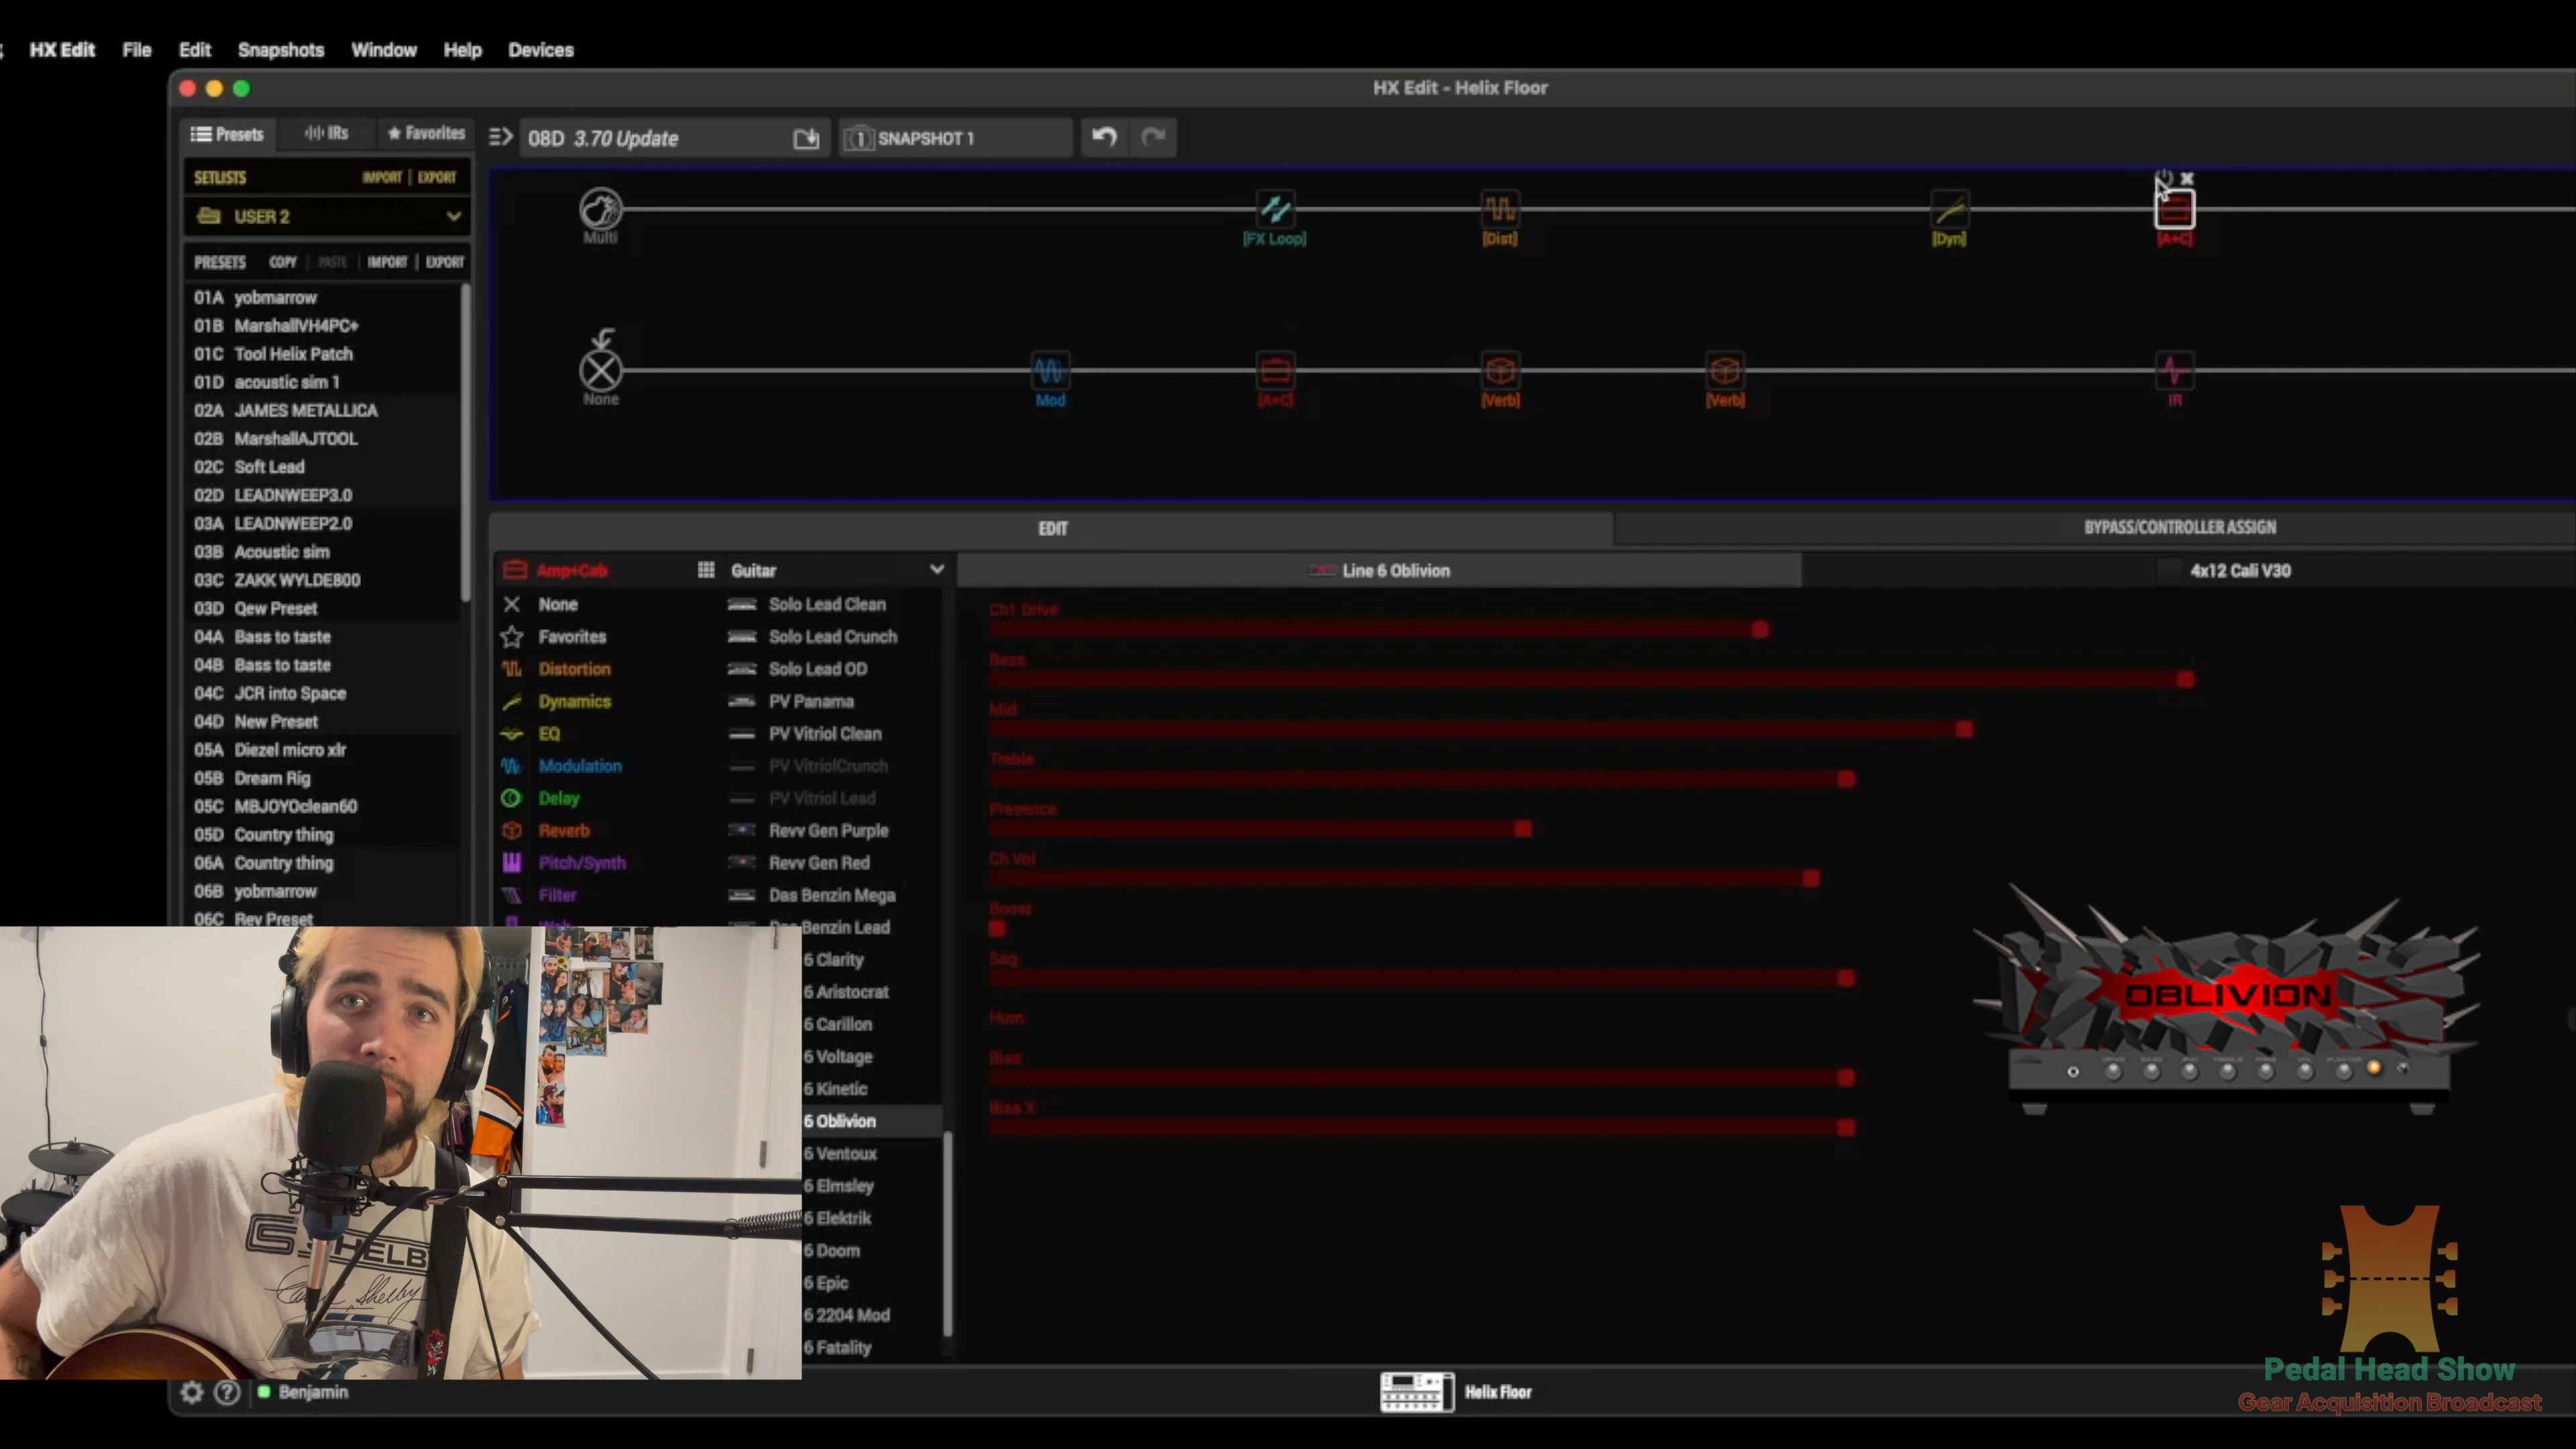 HX Edit File Edit Snapshots Window Help Devices
HX Edit - Helix Floor
Presets IRs Favorites
08D 3.70 Update
1 SNAPSHOT 1
SETLISTS IMPORT | EXPORT
USER 2
PRESETS COPY | PASTE | IMPORT | EXPORT
01A yobmarrow
01B MarshallVH4PC+
01C Tool Helix Patch
01D acoustic sim 1
02A JAMES METALLICA
02B MarshallAJTOOL
02C Soft Lead
02D LEADNWEEP3.0
03A LEADNWEEP2.0
03B Acoustic sim
03C ZAKK WYLDE800
03D Qew Preset
04A Bass to taste
04B Bass to taste
04C JCR into Space
04D New Preset
05A Diezel micro xlr
05B Dream Rig
05C MBJOYOclean60
05D Country thing
06A Country thing
06B yobmarrow
06C Rev Preset
Multi
[FX Loop]
[Dist]
[Dyn]
[A+C]
None
Mod
[A+C]
[Verb]
[Verb]
IR
EDIT
BYPASS/CONTROLLER ASSIGN
Amp+Cab
None
Favorites
Distortion
Dynamics
EQ
Modulation
Delay
Reverb
Pitch/Synth
Filter
Guitar
Solo Lead Clean
Solo Lead Crunch
Solo Lead OD
PV Panama
PV Vitriol Clean
PV VitriolCrunch
PV Vitriol Lead
Revv Gen Purple
Revv Gen Red
Das Benzin Mega
Das Benzin Lead
6 Clarity
6 Aristocrat
6 Carillon
6 Voltage
6 Kinetic
6 Oblivion
6 Ventoux
6 Elmsley
6 Elektrik
6 Doom
6 Epic
6 2204 Mod
6 Fatality
Line 6 Oblivion
4x12 Cali V30
Ch1 Drive
Bass
Mid
Treble
Presence
Ch Vol
Boost
Sag
Hum
Bias
Bias X
OBLIVION
SHELB
Shelby
Benjamin
Helix Floor
Pedal Head Show
Gear Acquisition Broadcast